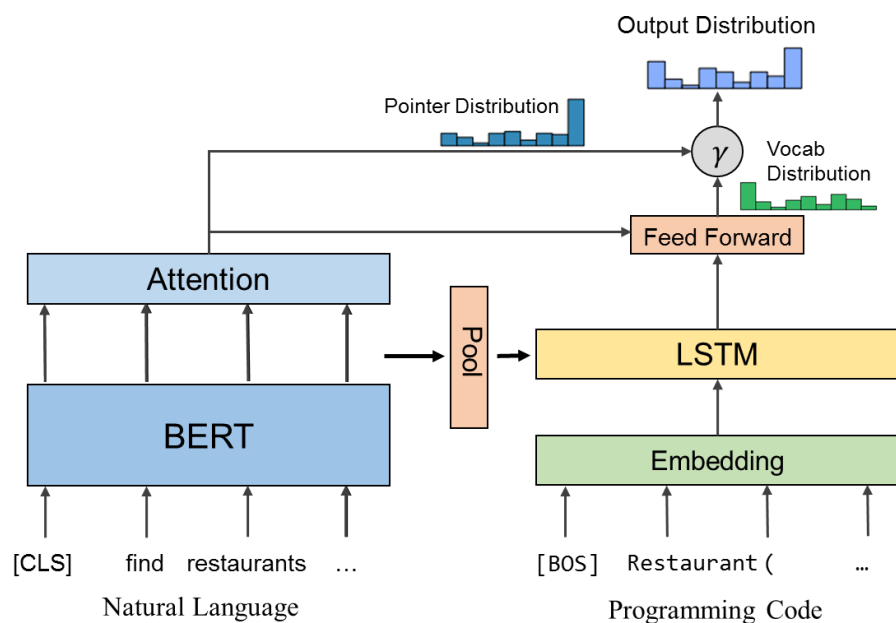 Output Distribution
Pointer Distribution
γ
Vocab
Distribution
Feed Forward
Attention
Pool
LSTM
BERT
Embedding
[CLS] find restaurants ...
[BOS] Restaurant ( ...
Natural Language
Programming Code